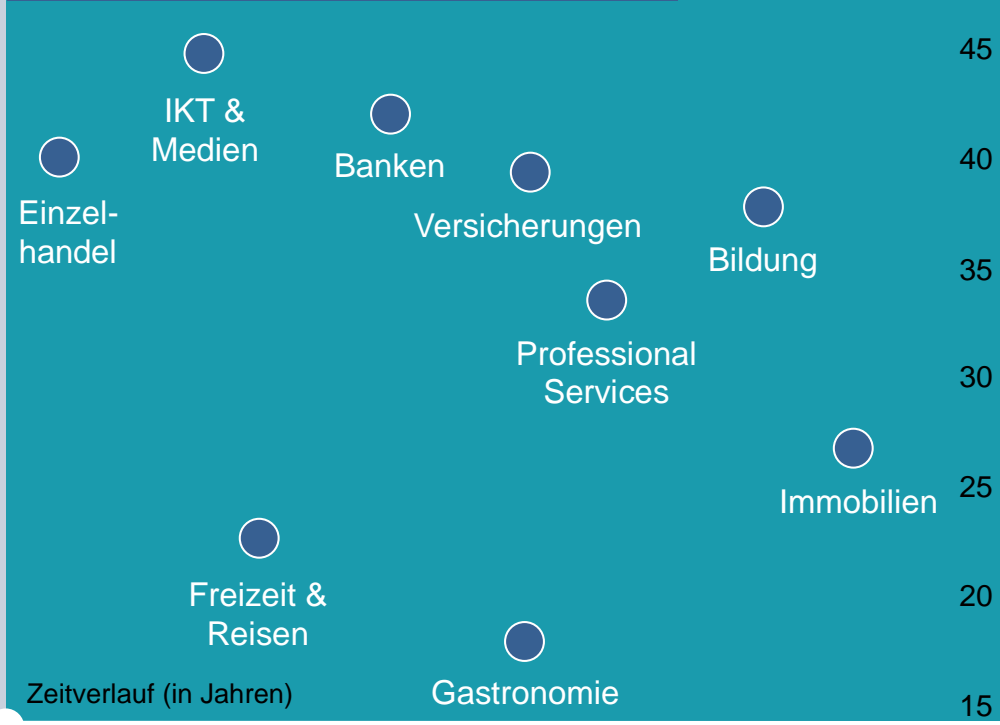 45
IKT &
Medien
Banken
40
Einzel-
handel
Versicherungen
Bildung
35
Professional
Services
30
Immobilien
25
Freizeit &
Reisen
20
Zeitverlauf (in Jahren)
Gastronomie
15